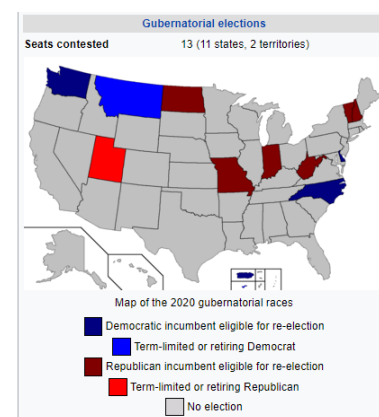 Gubernatorial elections
Seats contested 13 (11 states, 2 territories)
Map of the 2020 gubernatorial races
Democratic incumbent eligible for re-election
Term-limited or retiring Democrat
Republican incumbent eligible for re-election
Term-limited or retiring Republican
No election